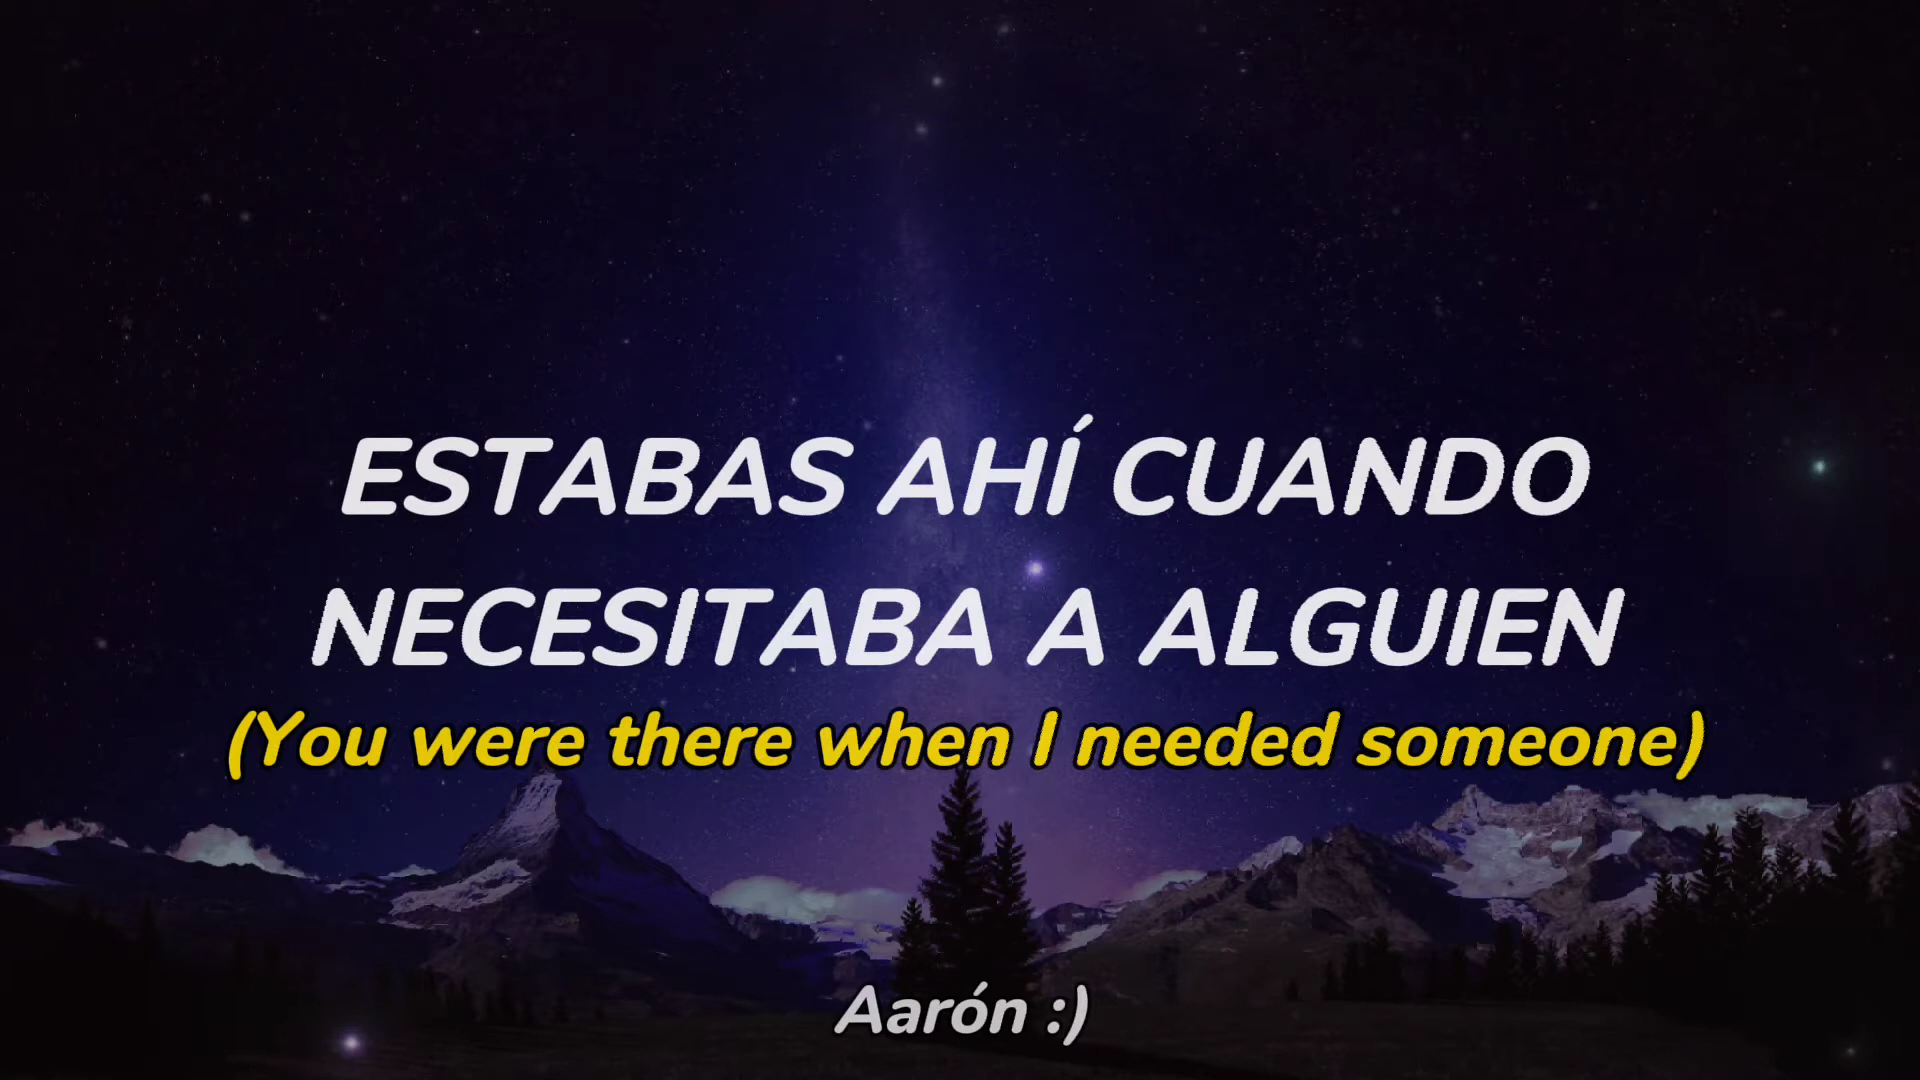 ESTABAS AHÍ CUANDO
NECESITABA A ALGUIEN
(You were there when I needed someone)
Aarón :)